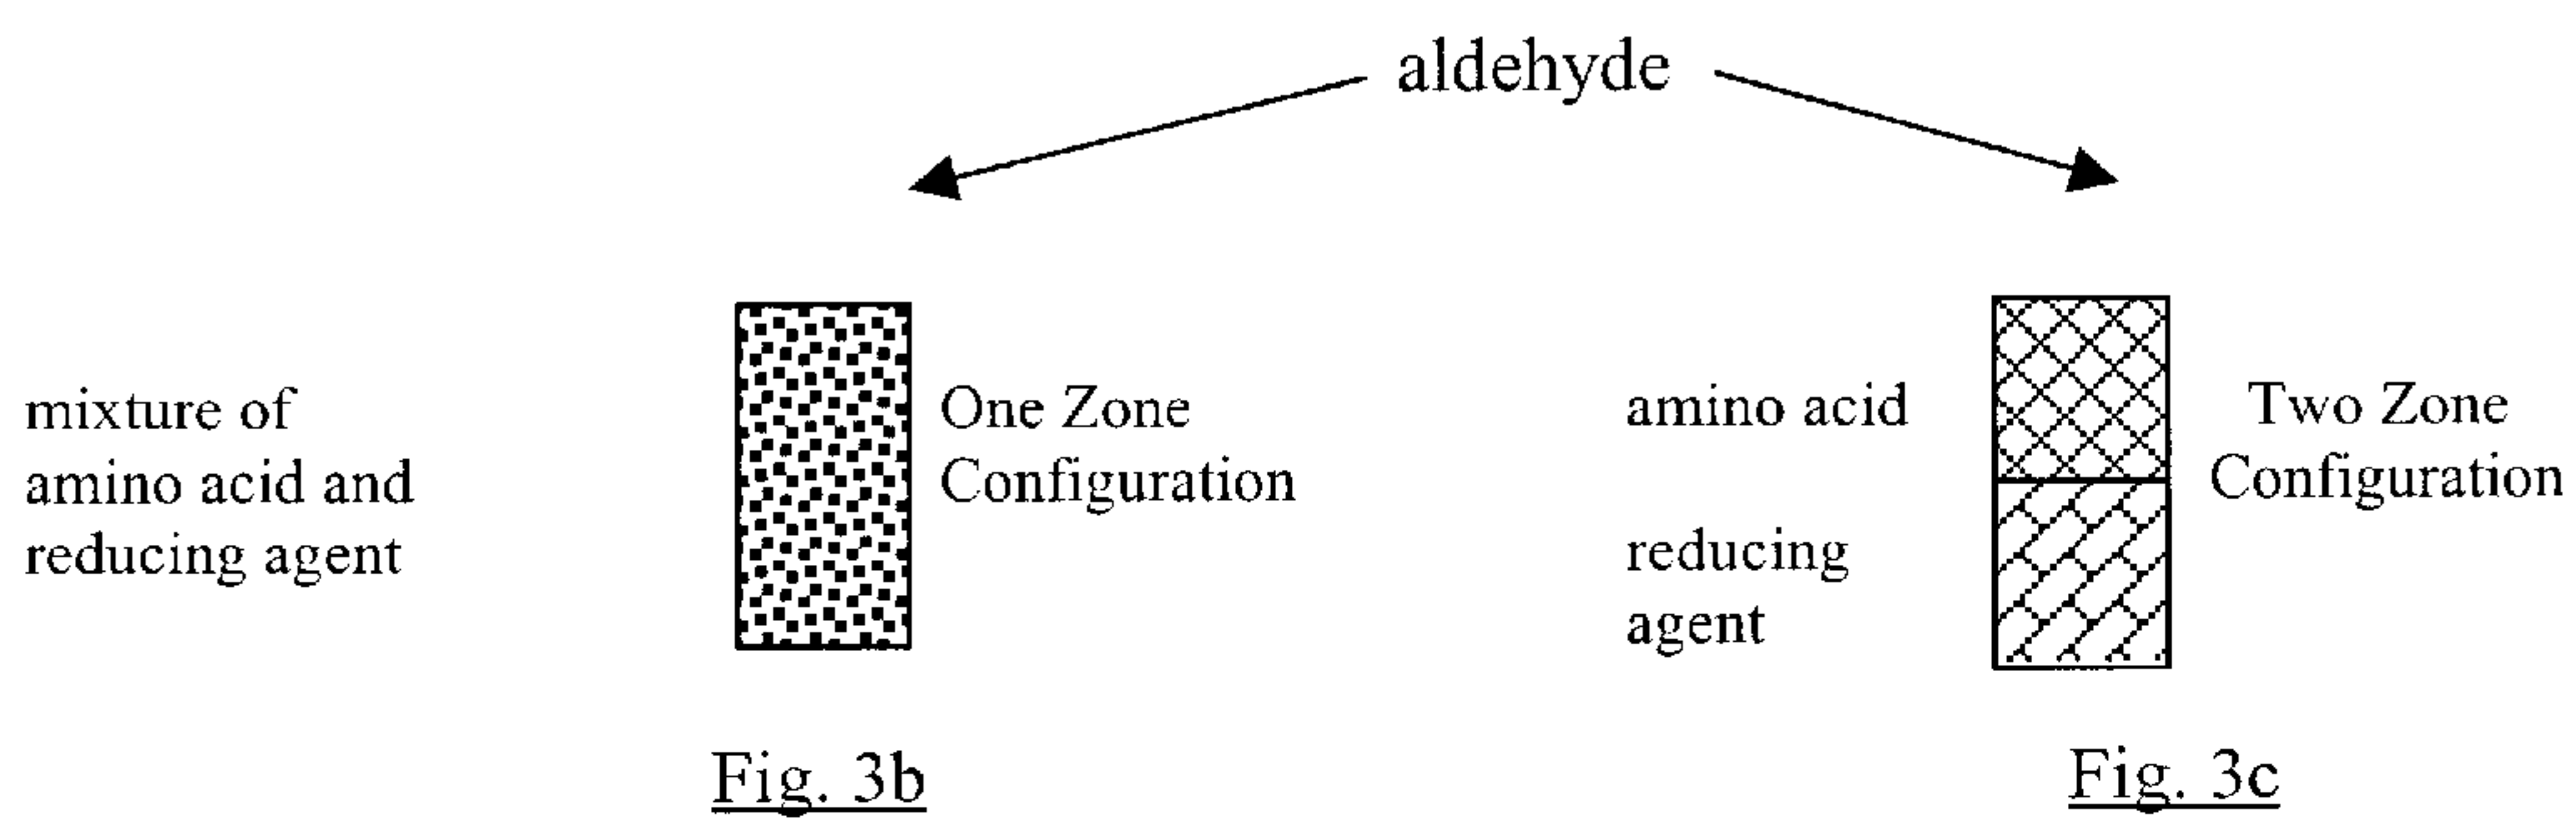 aldehyde
mixture of
amino acid and
reducing agent
One Zone
Configuration
amino acid
reducing
agent
Two Zone
Configuration
Fig. 3b
Fig. 3c